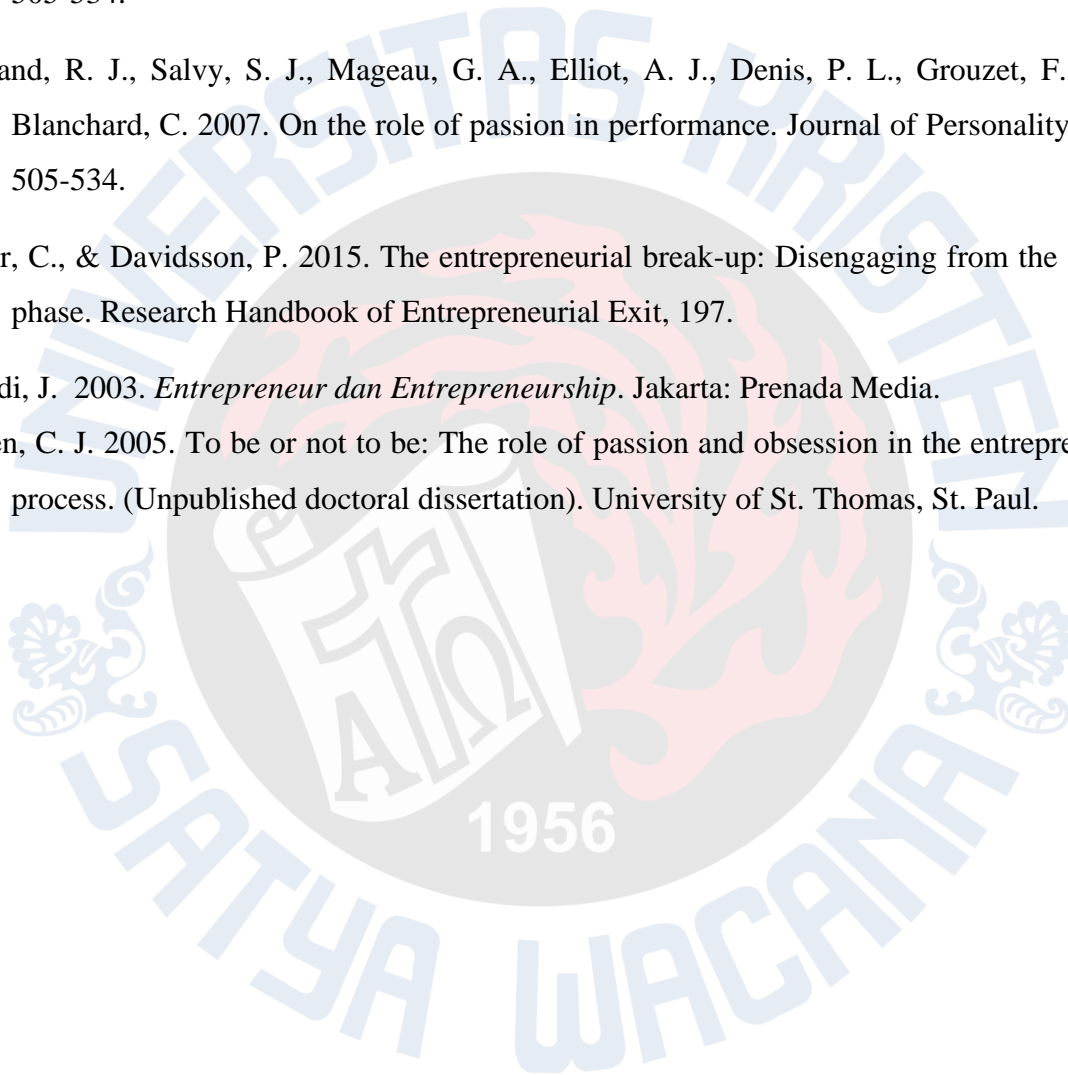 and, R. J., Salvy, S. J., Mageau, G. A., Elliot, A. J., Denis, P. L., Grouzet, F.
Blanchard, C. 2007. On the role of passion in performance. Journal of Personality
505-534.
r, C., & Davidsson, P. 2015. The entrepreneurial break-up: Disengaging from the
phase. Research Handbook of Entrepreneurial Exit, 197.
di, J. 2003. Entrepreneur dan Entrepreneurship. Jakarta: Prenada Media.
en, C. J. 2005. To be or not to be: The role of passion and obsession in the entrepre
process. (Unpublished doctoral dissertation). University of St. Thomas, St. Paul.
UNIVERSITAS KRISTEN
ΑΩ
1956
SATYA WACANA